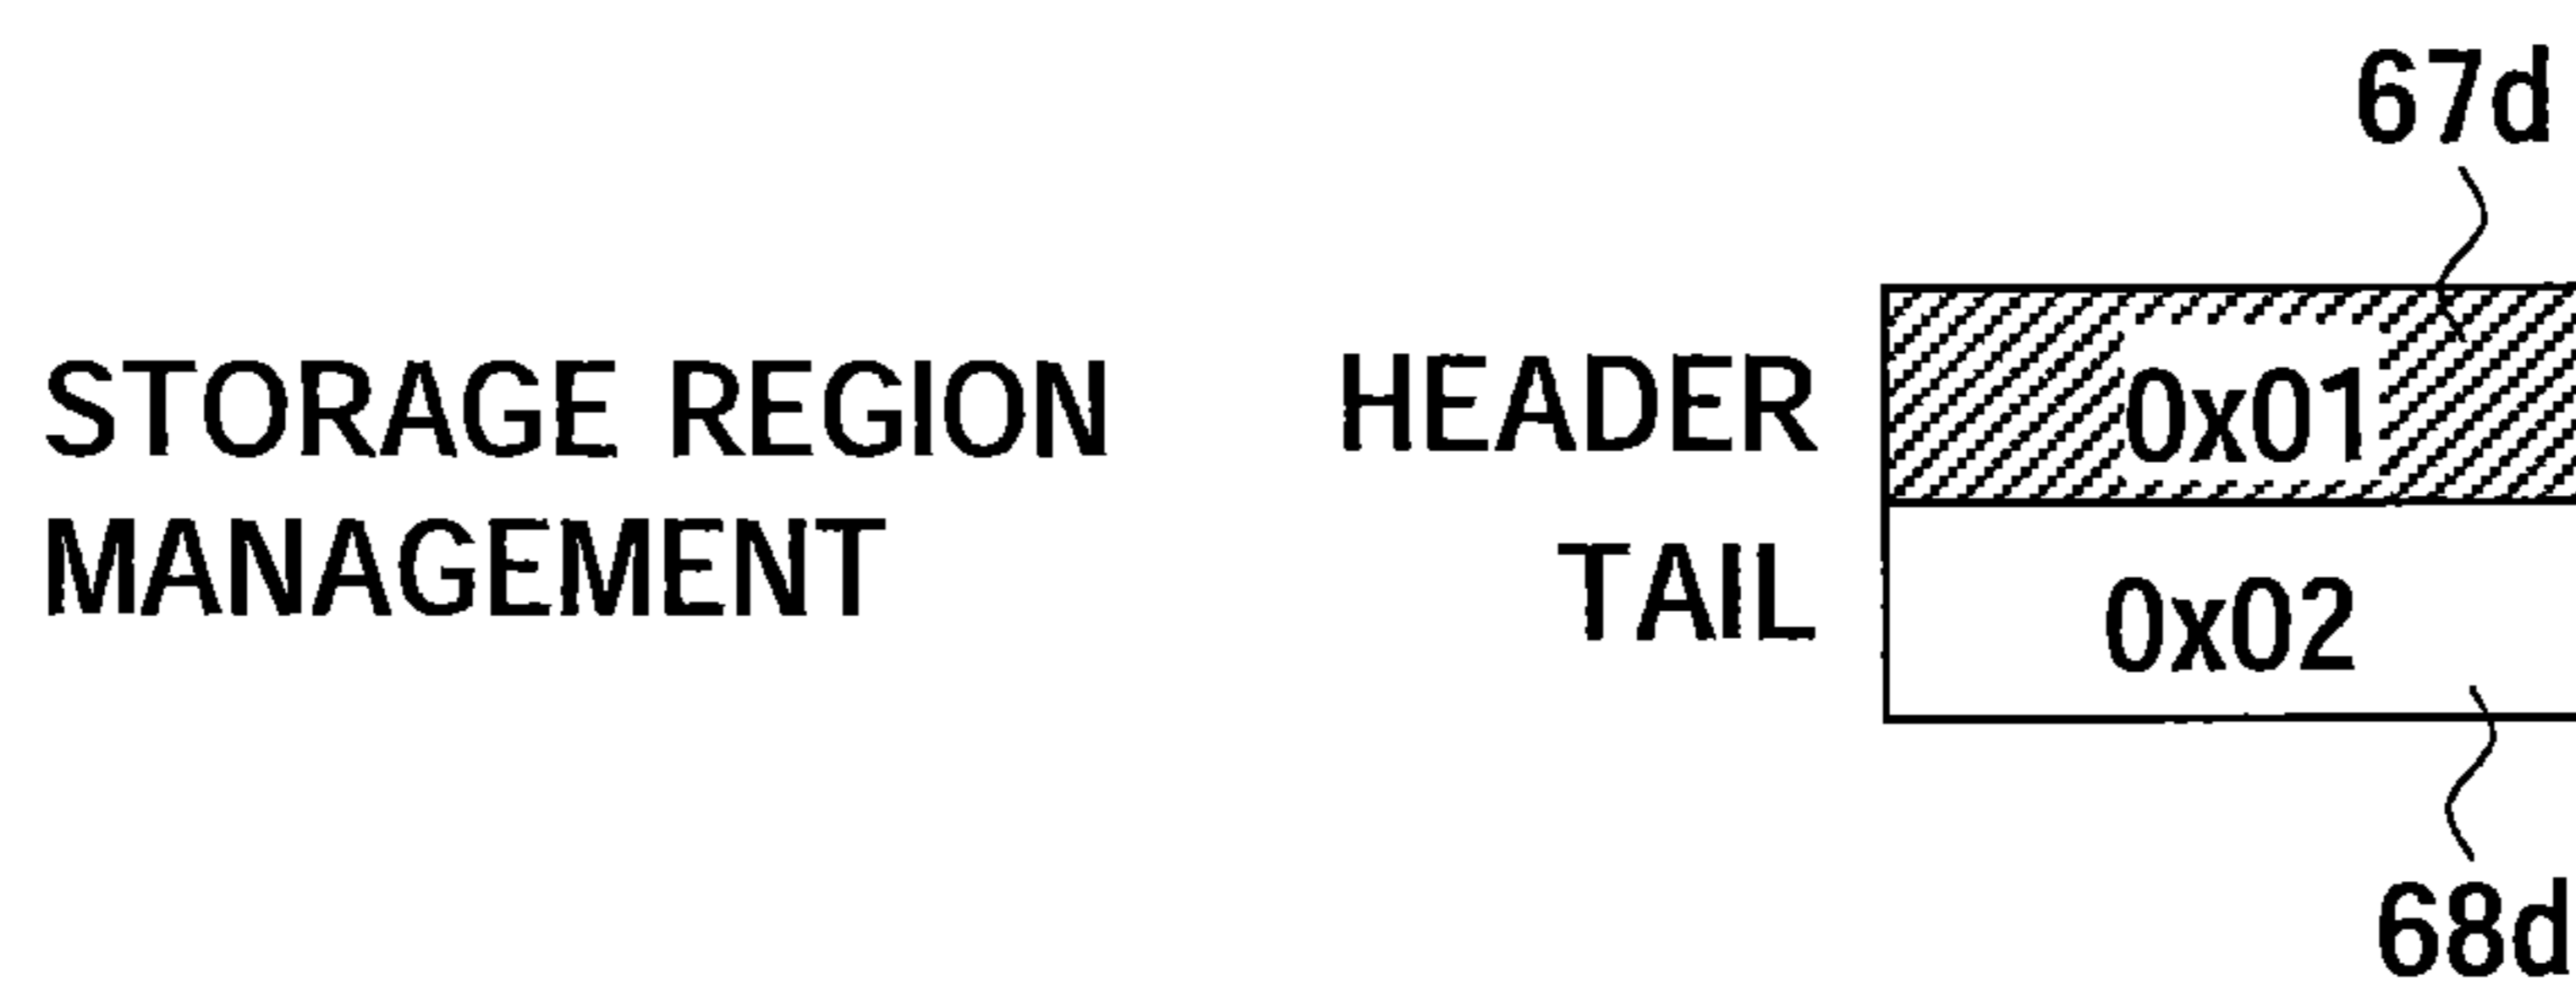 67d
STORAGE REGION
MANAGEMENT
HEADER 0x01
TAIL 0x02
68d